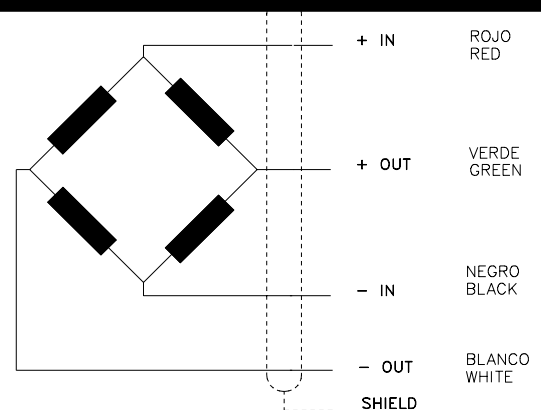 + IN ROJO
RED
+ OUT VERDE
GREEN
− IN NEGRO
BLACK
− OUT BLANCO
WHITE
SHIELD